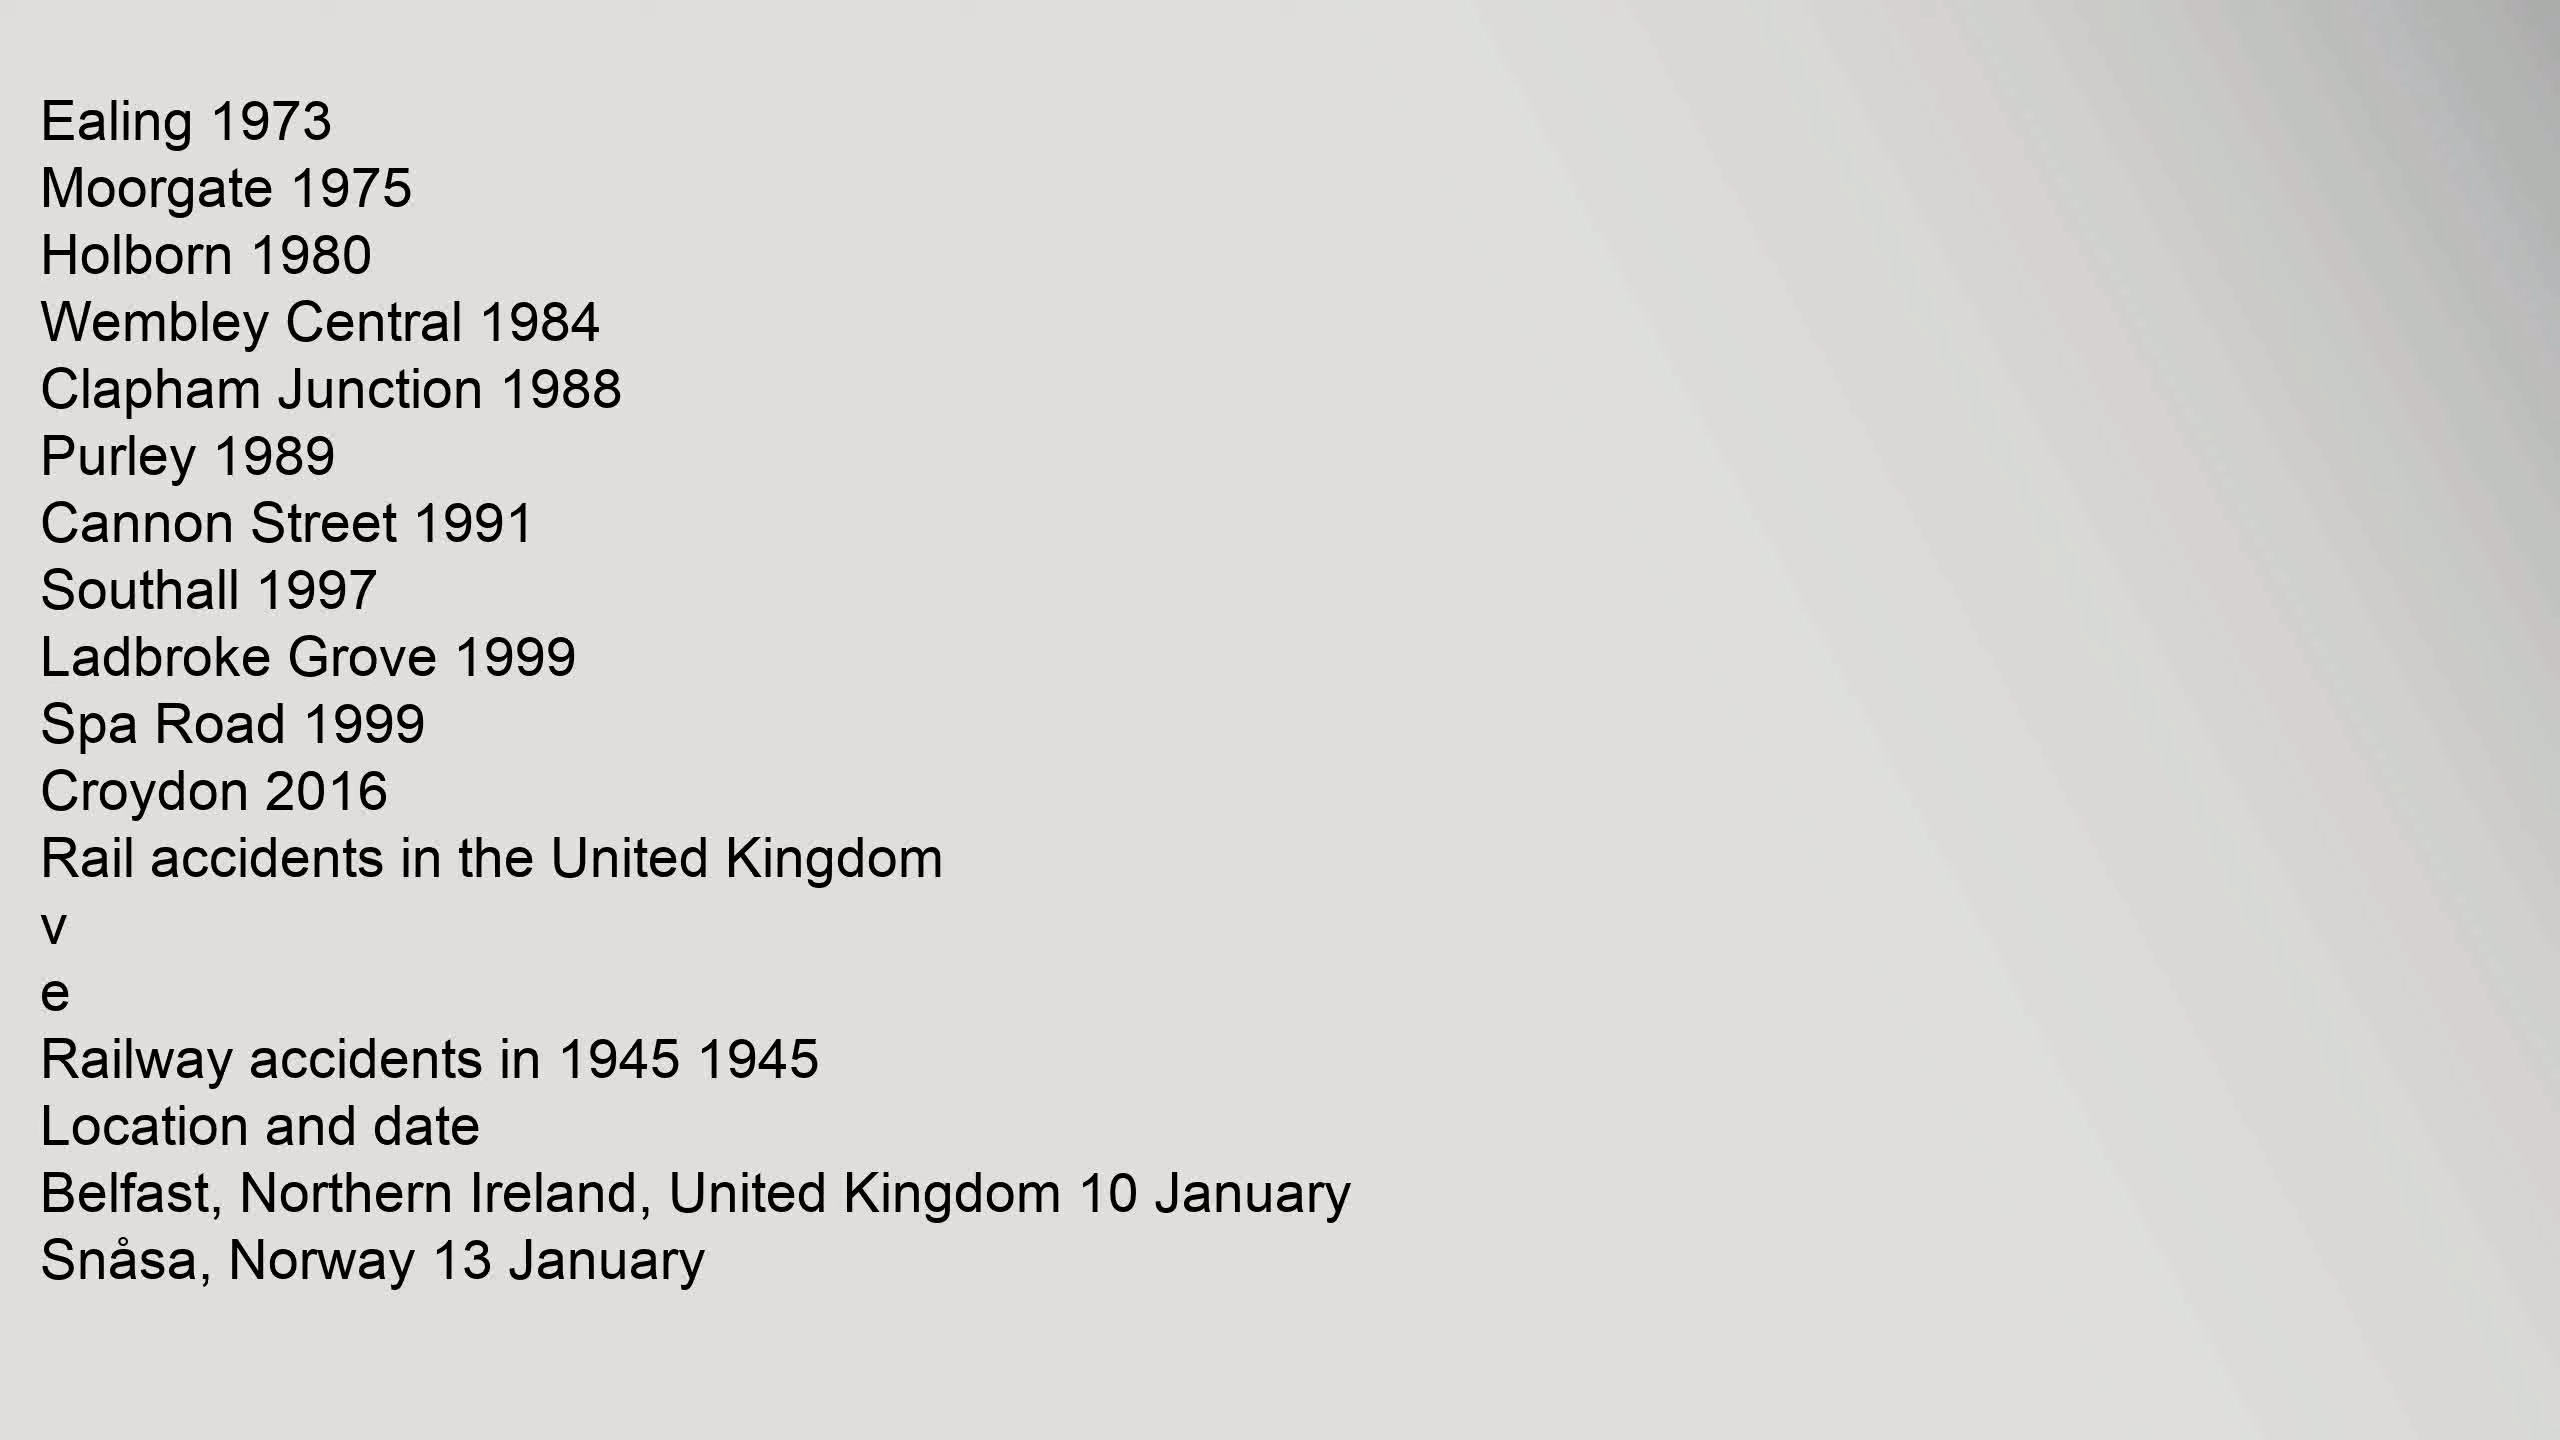 Ealing 1973
Moorgate 1975
Holborn 1980
Wembley Central 1984
Clapham Junction 1988
Purley 1989
Cannon Street 1991
Southall 1997
Ladbroke Grove 1999
Spa Road 1999
Croydon 2016
Rail accidents in the United Kingdom
v
e
Railway accidents in 1945 1945
Location and date
Belfast, Northern Ireland, United Kingdom 10 January
Snåsa, Norway 13 January